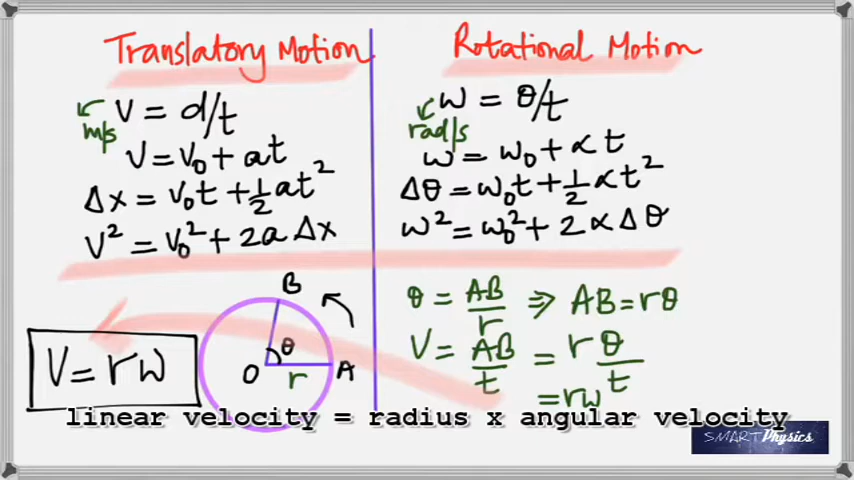 Translatory Motion
V = d/t
m/s
V = V₀ + at
Δx = V₀t + ½at²
V² = V₀² + 2aΔx
Rotational Motion
ω = θ/t
rad/s
ω = ω₀ + αt
Δθ = ω₀t + ½αt²
ω² = ω₀² + 2αΔθ
B
θ
O
r
A
V = rω
θ = AB/r ⇒ AB = rθ
V = AB/t = rθ/t
= rω
linear velocity = radius x angular velocity
SMART Physics